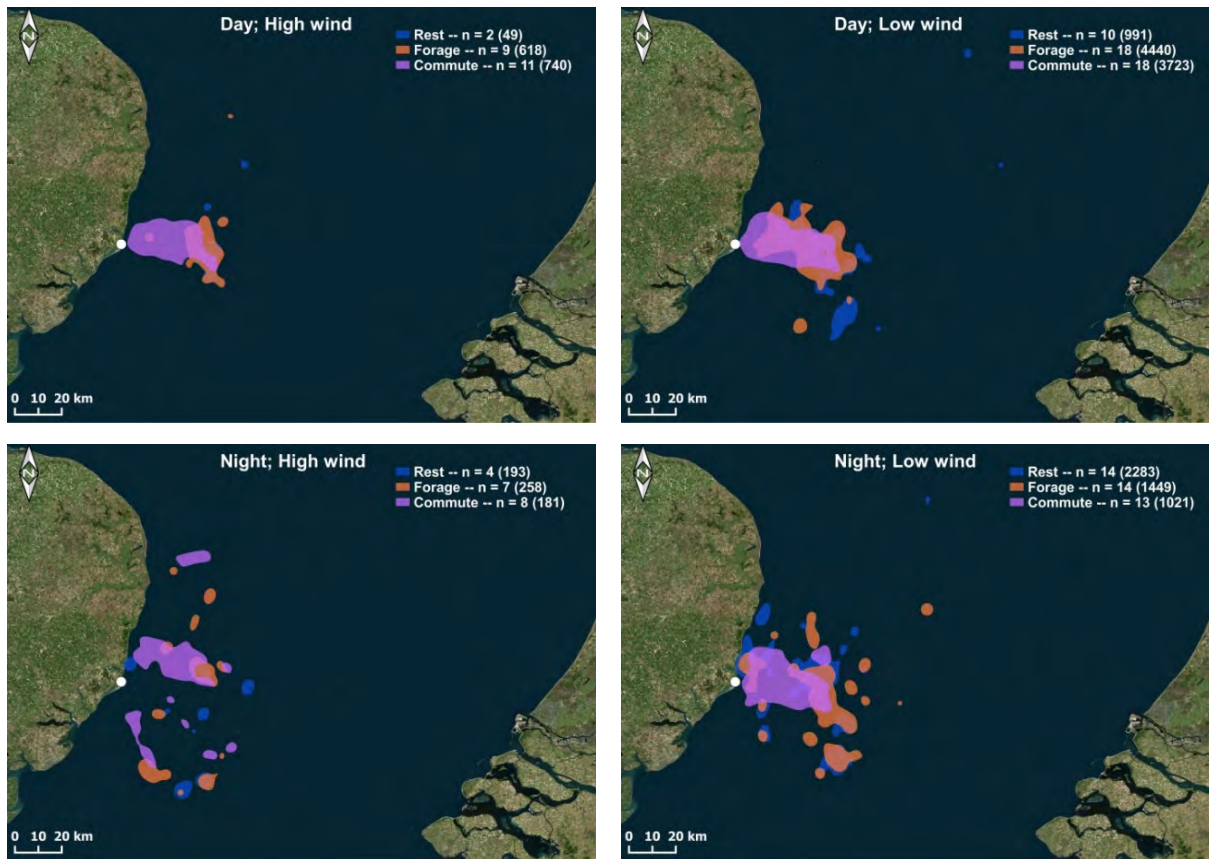 N
Day; High wind
Rest -- n = 2 (49)
Forage -- n = 9 (618)
Commute -- n = 11 (740)
0 10 20 km
N
Day; Low wind
Rest -- n = 10 (991)
Forage -- n = 18 (4440)
Commute -- n = 18 (3723)
0 10 20 km
N
Night; High wind
Rest -- n = 4 (193)
Forage -- n = 7 (258)
Commute -- n = 8 (181)
0 10 20 km
N
Night; Low wind
Rest -- n = 14 (2283)
Forage -- n = 14 (1449)
Commute -- n = 13 (1021)
0 10 20 km